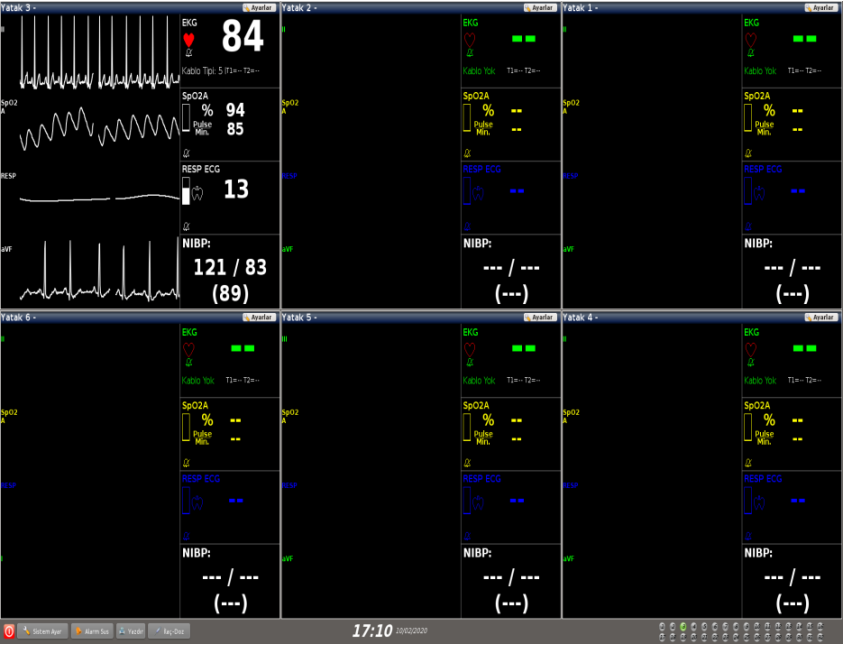 Yatak 3 -
Ayarlar
II
EKG
84
Kablo Tipi: 5 T1=-- T2=--
SpO2
A
SpO2A
% 94
Pulse
Min. 85
RESP
RESP ECG
13
aVF
NIBP:
121 / 83
(89)
Yatak 2 -
Ayarlar
II
EKG
--
Kablo Yok T1=-- T2=--
SpO2
A
SpO2A
% --
Pulse
Min. --
RESP
RESP ECG
--
aVF
NIBP:
--- / ---
(---)
Yatak 1 -
Ayarlar
II
EKG
--
Kablo Yok T1=-- T2=--
SpO2
A
SpO2A
% --
Pulse
Min. --
RESP
RESP ECG
--
aVF
NIBP:
--- / ---
(---)
Yatak 6 -
Ayarlar
II
EKG
--
Kablo Yok T1=-- T2=--
SpO2
A
SpO2A
% --
Pulse
Min. --
RESP
RESP ECG
--
I
NIBP:
--- / ---
(---)
Yatak 5 -
Ayarlar
III
EKG
--
Kablo Yok T1=-- T2=--
SpO2
A
SpO2A
% --
Pulse
Min. --
RESP
RESP ECG
--
aVF
NIBP:
--- / ---
(---)
Yatak 4 -
Ayarlar
II
EKG
--
Kablo Yok T1=-- T2=--
SpO2
A
SpO2A
% --
Pulse
Min. --
RESP
RESP ECG
--
aVF
NIBP:
--- / ---
(---)
Sistem Ayar
Alarm Sus
Yazdır
İlaç-Doz
17:10 10/02/2020